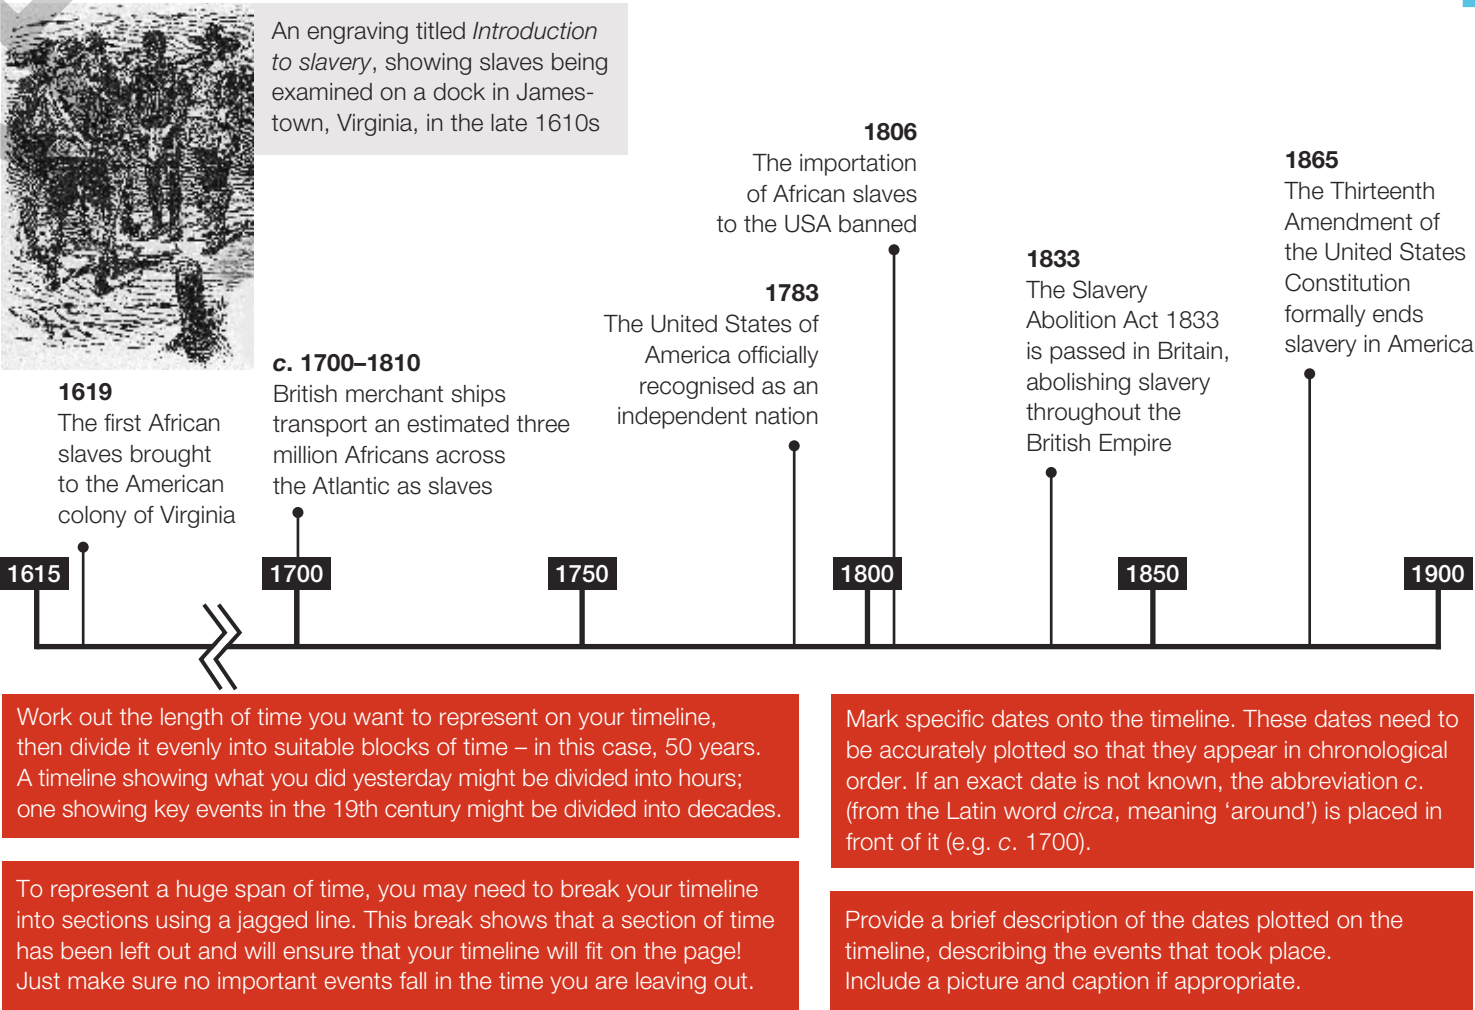 An engraving titled Introduction
to slavery, showing slaves being
examined on a dock in James-
town, Virginia, in the late 1610s
1619
The first African
slaves brought
to the American
colony of Virginia
c. 1700–1810
British merchant ships
transport an estimated three
million Africans across
the Atlantic as slaves
1783
The United States of
America officially
recognised as an
independent nation
1806
The importation
of African slaves
to the USA banned
1833
The Slavery
Abolition Act 1833
is passed in Britain,
abolishing slavery
throughout the
British Empire
1865
The Thirteenth
Amendment of
the United States
Constitution
formally ends
slavery in America
1615
1700
1750
1800
1850
1900
Work out the length of time you want to represent on your timeline,
then divide it evenly into suitable blocks of time – in this case, 50 years.
A timeline showing what you did yesterday might be divided into hours;
one showing key events in the 19th century might be divided into decades.
To represent a huge span of time, you may need to break your timeline
into sections using a jagged line. This break shows that a section of time
has been left out and will ensure that your timeline will fit on the page!
Just make sure no important events fall in the time you are leaving out.
Mark specific dates onto the timeline. These dates need to
be accurately plotted so that they appear in chronological
order. If an exact date is not known, the abbreviation c.
(from the Latin word circa, meaning ‘around’) is placed in
front of it (e.g. c. 1700).
Provide a brief description of the dates plotted on the
timeline, describing the events that took place.
Include a picture and caption if appropriate.